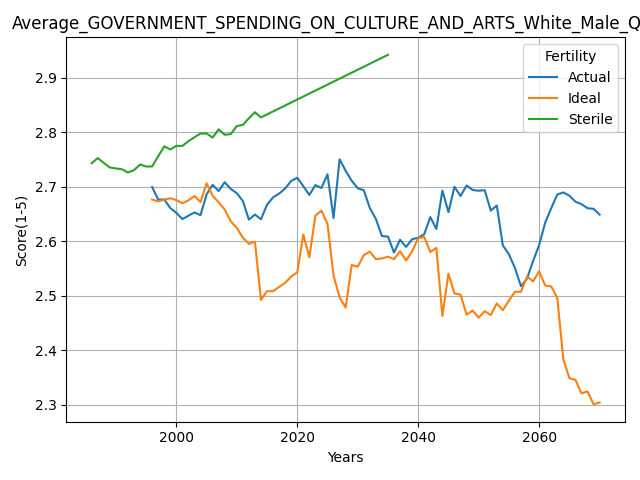 Average_GOVERNMENT_SPENDING_ON_CULTURE_AND_ARTS_White_Male_Q
Fertility
Actual
Ideal
Sterile
Score(1-5)
2.9
2.8
2.7
2.6
2.5
2.4
2.3
2000
2020
2040
2060
Years